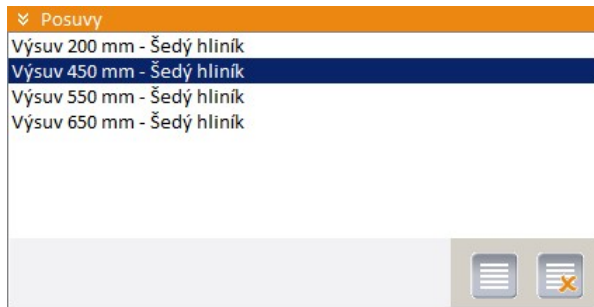 Posuvy
Výsuv 200 mm - Šedý hliník
Výsuv 450 mm - Šedý hliník
Výsuv 550 mm - Šedý hliník
Výsuv 650 mm - Šedý hliník